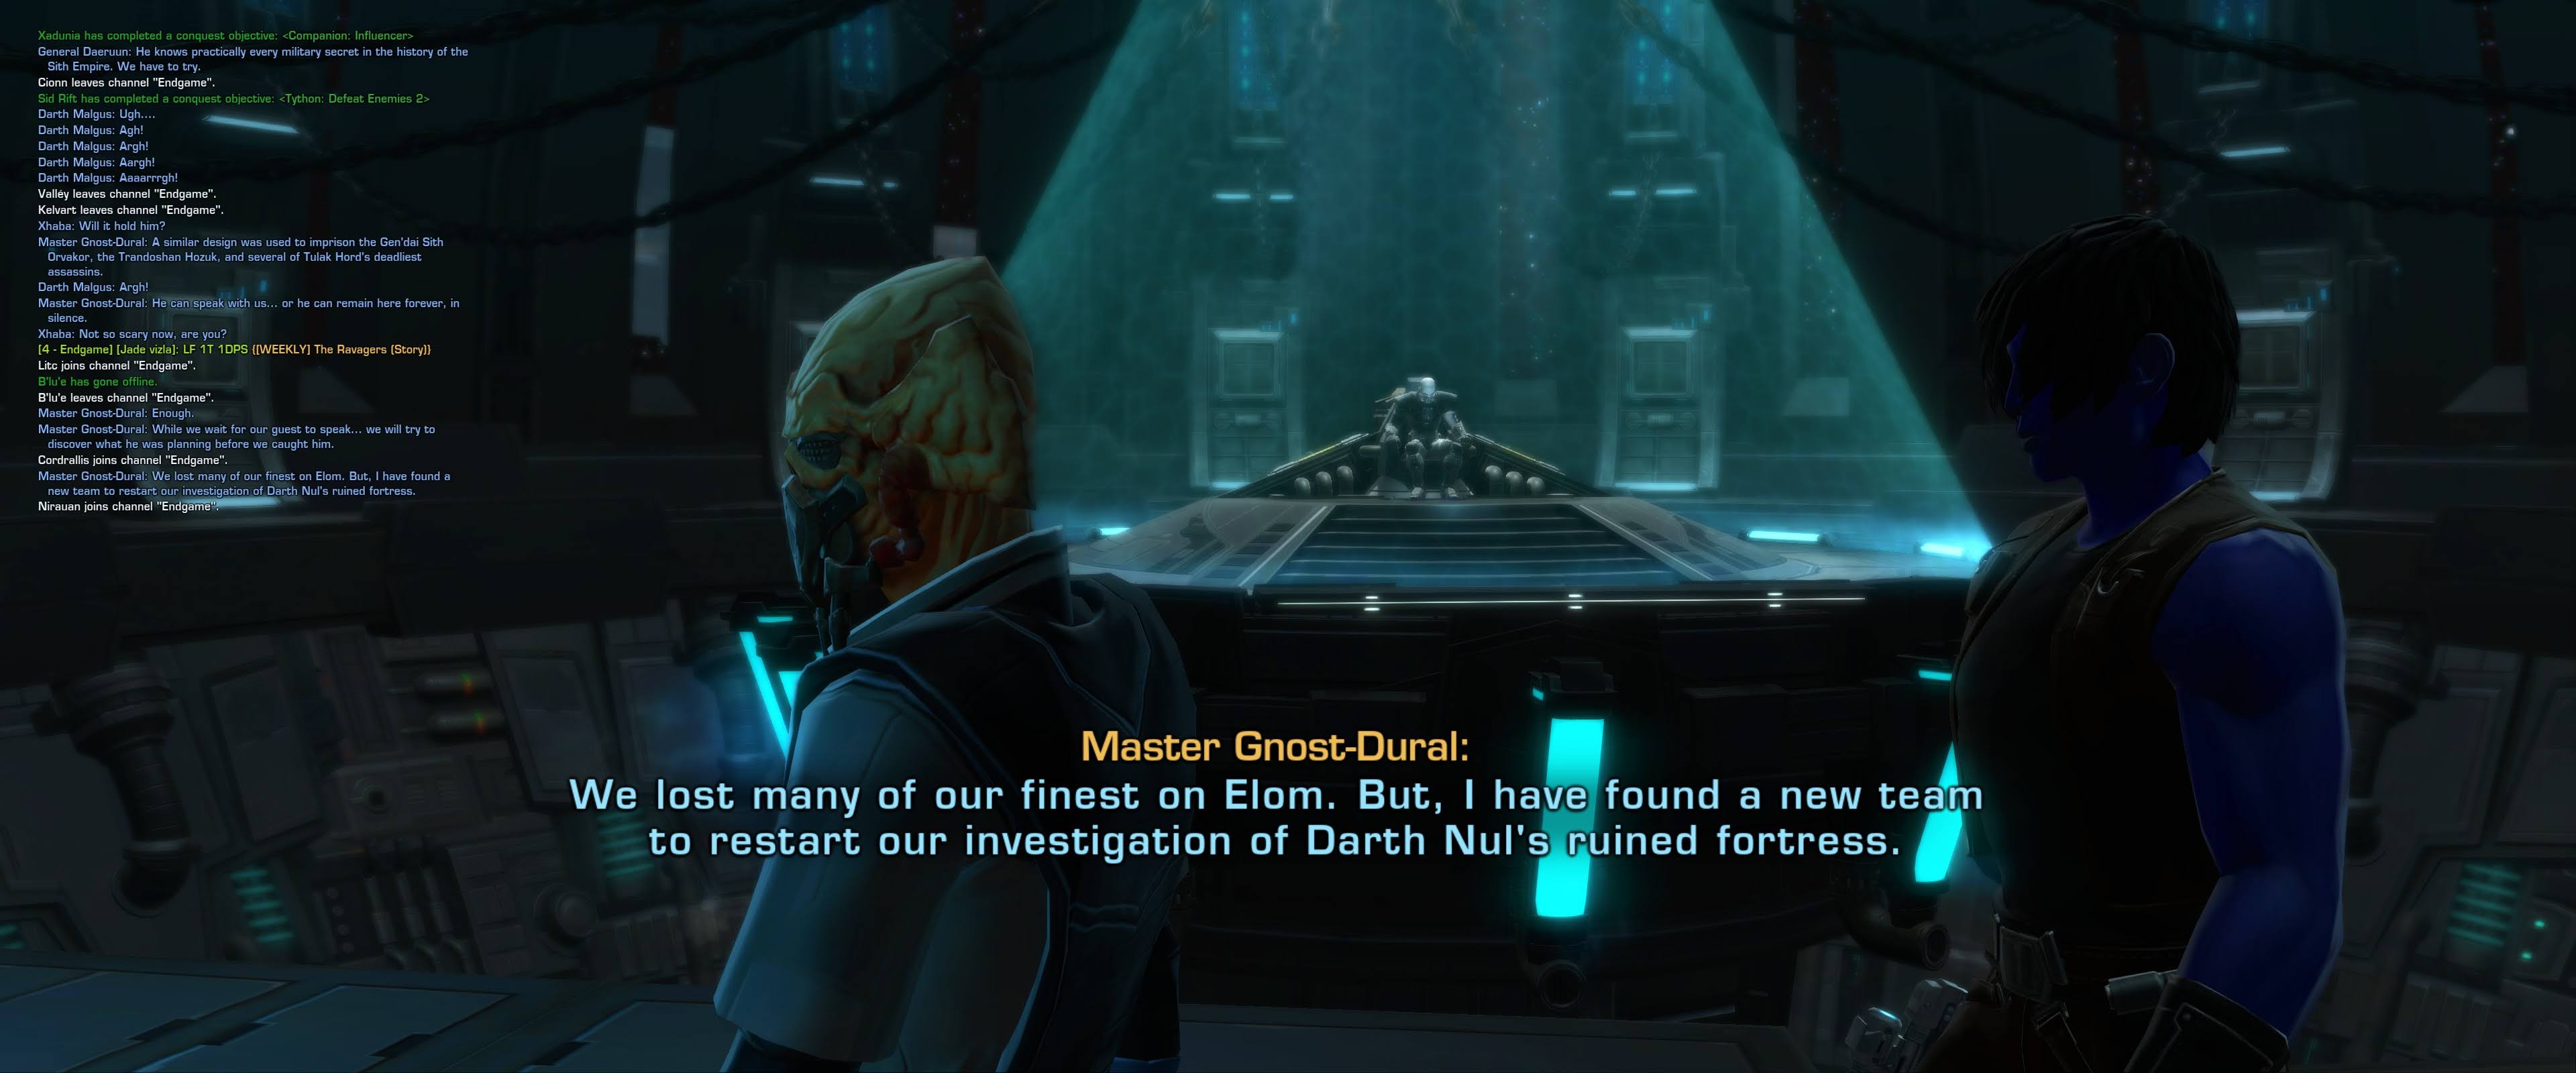 Xadunia has completed a conquest objective: <Companion: Influencer>
General Daeruun: He knows practically every military secret in the history of the
Sith Empire. We have to try.
Cionn leaves channel "Endgame".
Sid Rift has completed a conquest objective: <Tython: Defeat Enemies 2>
Darth Malgus: Ugh....
Darth Malgus: Agh!
Darth Malgus: Argh!
Darth Malgus: Aargh!
Darth Malgus: Aaaarrrgh!
Valléy leaves channel "Endgame".
Kelvart leaves channel "Endgame".
Xhaba: Will it hold him?
Master Gnost-Dural: A similar design was used to imprison the Gen'dai Sith
Orvakor, the Trandoshan Hozuk, and several of Tulak Hord's deadliest
assassins.
Darth Malgus: Argh!
Master Gnost-Dural: He can speak with us... or he can remain here forever, in
silence.
Xhaba: Not so scary now, are you?
[4 - Endgame] [Jade vizla]: LF 1T 1DPS {[WEEKLY] The Ravagers (Story)}
Litc joins channel "Endgame".
B'lu'e has gone offline.
B'lu'e leaves channel "Endgame".
Master Gnost-Dural: Enough.
Master Gnost-Dural: While we wait for our guest to speak... we will try to
discover what he was planning before we caught him.
Cordrallis joins channel "Endgame".
Master Gnost-Dural: We lost many of our finest on Elom. But, I have found a
new team to restart our investigation of Darth Nul's ruined fortress.
Nirauan joins channel "Endgame".
Master Gnost-Dural:
We lost many of our finest on Elom. But, I have found a new team
to restart our investigation of Darth Nul's ruined fortress.